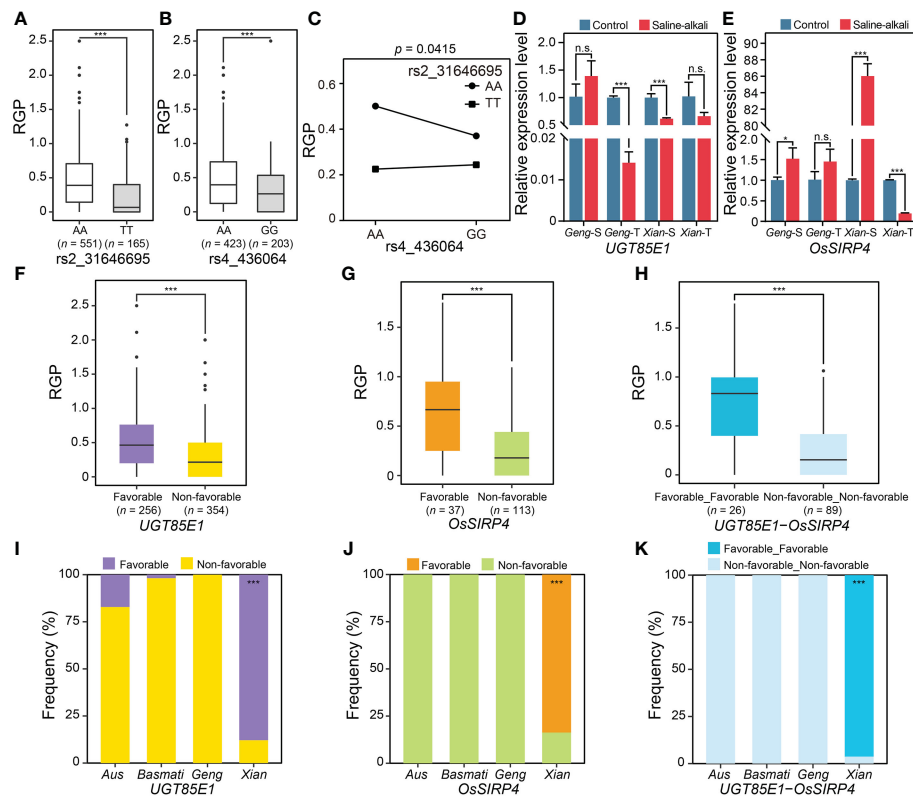 A
***
RGP
2.5
2.0
1.5
1.0
0.5
0
AA
TT
(n = 551) (n = 165)
rs2_31646695
B
***
RGP
2.5
2.0
1.5
1.0
0.5
0
AA
GG
(n = 423) (n = 203)
rs4_436064
C
p = 0.0415
rs2_31646695
AA
TT
RGP
0.6
0.4
0.2
0
AA
GG
rs4_436064
D
Control Saline-alkali
Relative expression level
2.0
1.5
1.0
0.5
0.02
0.01
0
n.s.
***
***
n.s.
Geng-S Geng-T Xian-S Xian-T
UGT85E1
E
Control Saline-alkali
Relative expression level
90
88
86
84
82
80
2.0
1.5
1.0
0.5
0
*
n.s.
***
***
Geng-S Geng-T Xian-S Xian-T
OsSIRP4
F
***
RGP
2.5
2.0
1.5
1.0
0.5
0
Favorable Non-favorable
(n = 256) (n = 354)
UGT85E1
G
***
RGP
1.5
1.0
0.5
0
Favorable Non-favorable
(n = 37) (n = 113)
OsSIRP4
H
***
RGP
1.5
1.0
0.5
0
Favorable_Favorable Non-favorable_Non-favorable
(n = 26) (n = 89)
UGT85E1−OsSIRP4
I
Favorable Non-favorable
Frequency (%)
100
75
50
25
0
***
Aus Basmati Geng Xian
UGT85E1
J
Favorable Non-favorable
Frequency (%)
100
75
50
25
0
***
Aus Basmati Geng Xian
OsSIRP4
K
Favorable_Favorable
Non-favorable_Non-favorable
Frequency (%)
100
75
50
25
0
***
Aus Basmati Geng Xian
UGT85E1−OsSIRP4